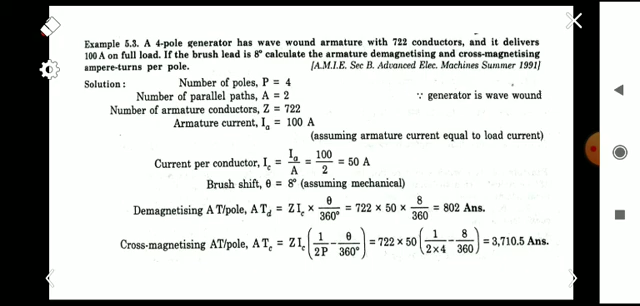 Example 5.3. A 4-pole generator has wave wound armature with 722 conductors, and it delivers
100 A on full load. If the brush lead is 8° calculate the armature demagnetising and cross-magnetising
ampere-turns per pole. [A.M.I.E. Sec B. Advanced Elec. Machines Summer 1991]
Solution : Number of poles, P = 4
Number of parallel paths, A = 2 ∵ generator is wave wound
Number of armature conductors, Z = 722
Armature current, Iₐ = 100 A
(assuming armature current equal to load current)
Current per conductor, I_c = Iₐ/A = 100/2 = 50 A
Brush shift, θ = 8° (assuming mechanical)
Demagnetising A T/pole, A T_d = Z I_c × θ/360° = 722 × 50 × 8/360 = 802 Ans.
Cross-magnetising AT/pole, A T_c = Z I_c (1/2P − θ/360°) = 722 × 50 (1/2×4 − 8/360) = 3,710.5 Ans.